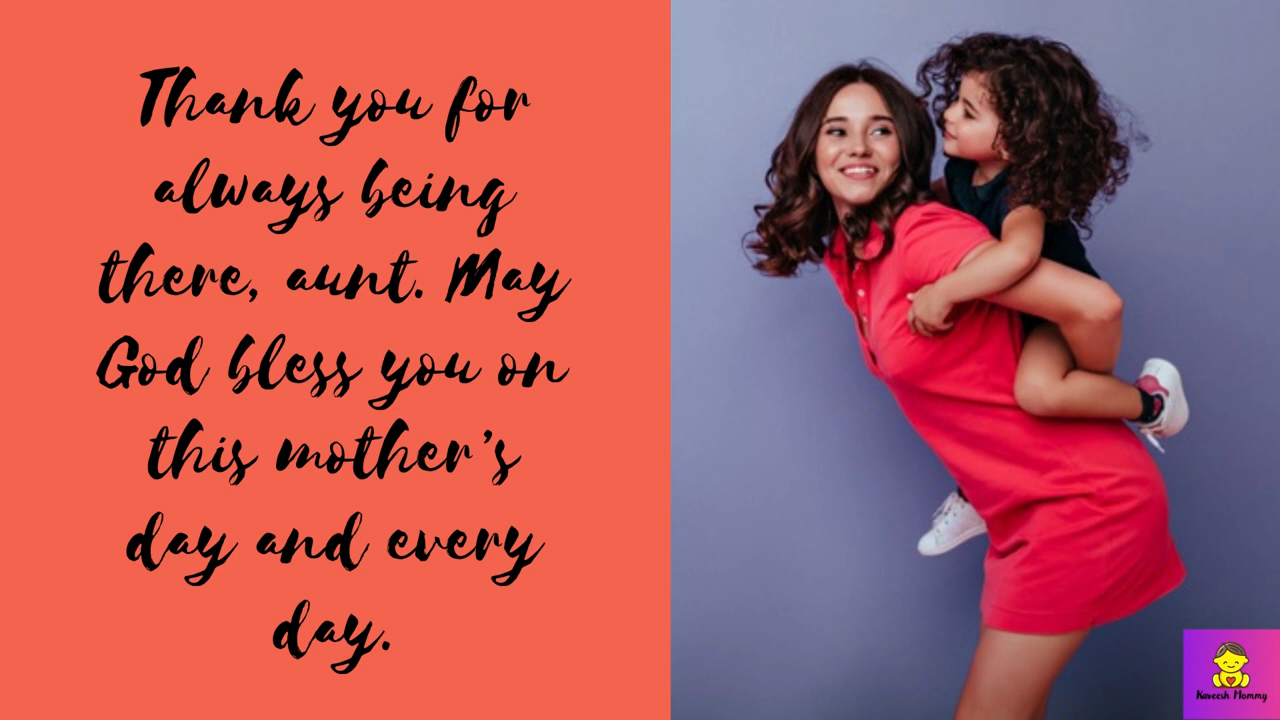 Thank you for
always being
there, aunt. May
God bless you on
this mother's
day and every
day.
Kaveesh Mommy